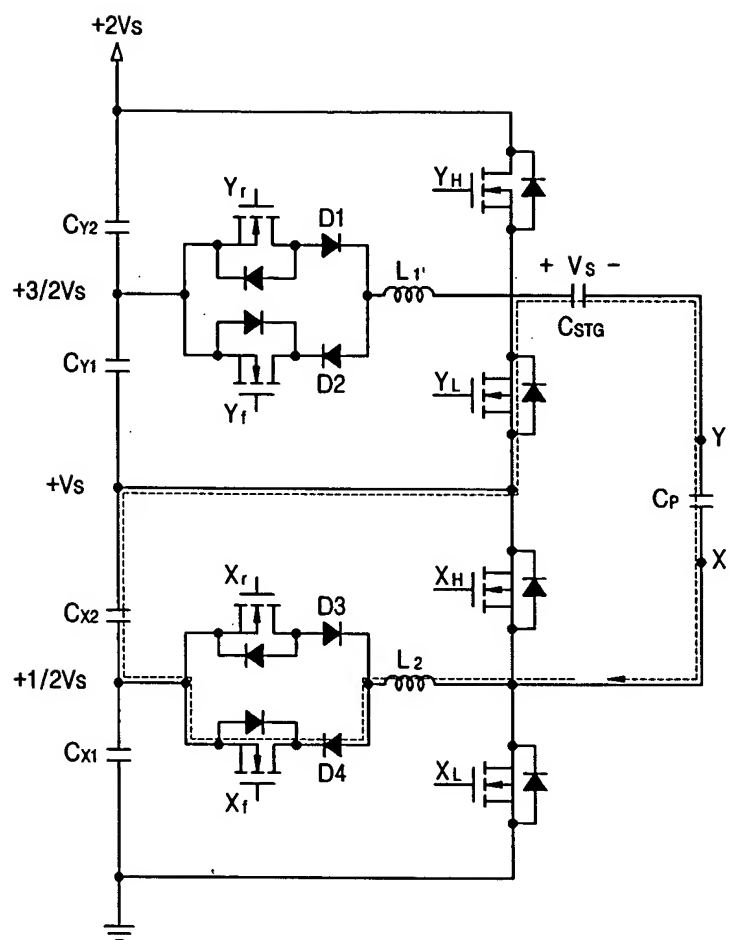 +2Vs
YH
Yr
D1
CY2
L1'
+ Vs -
+3/2Vs
CSTG
CY1
D2
YL
Yf
Y
+Vs
CP
Xr
XH
X
D3
CX2
L2
+1/2Vs
CX1
D4
XL
Xf